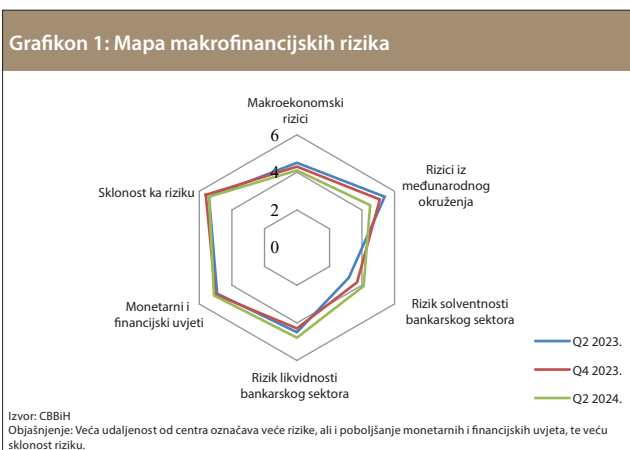 Grafikon 1: Mapa makrofinancijskih rizika
Makroekonomski
rizici
6
4
2
0
Rizici iz
međunarodnog
okruženja
Sklonost ka riziku
Monetarni i
financijski uvjeti
Rizik solventnosti
bankarskog sektora
Rizik likvidnosti
bankarskog sektora
Q2 2023.
Q4 2023.
Q2 2024.
Izvor: CBBiH
Objašnjenje: Veća udaljenost od centra označava veće rizike, ali i poboljšanje monetarnih i financijskih uvjeta, te veću
sklonost riziku.